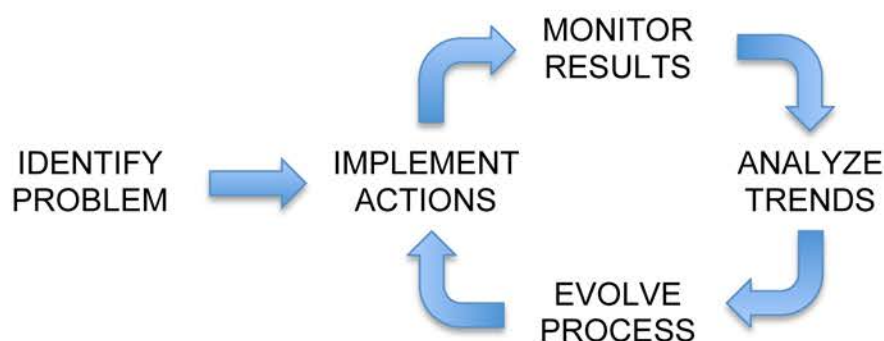 IDENTIFY
PROBLEM
IMPLEMENT
ACTIONS
MONITOR
RESULTS
ANALYZE
TRENDS
EVOLVE
PROCESS